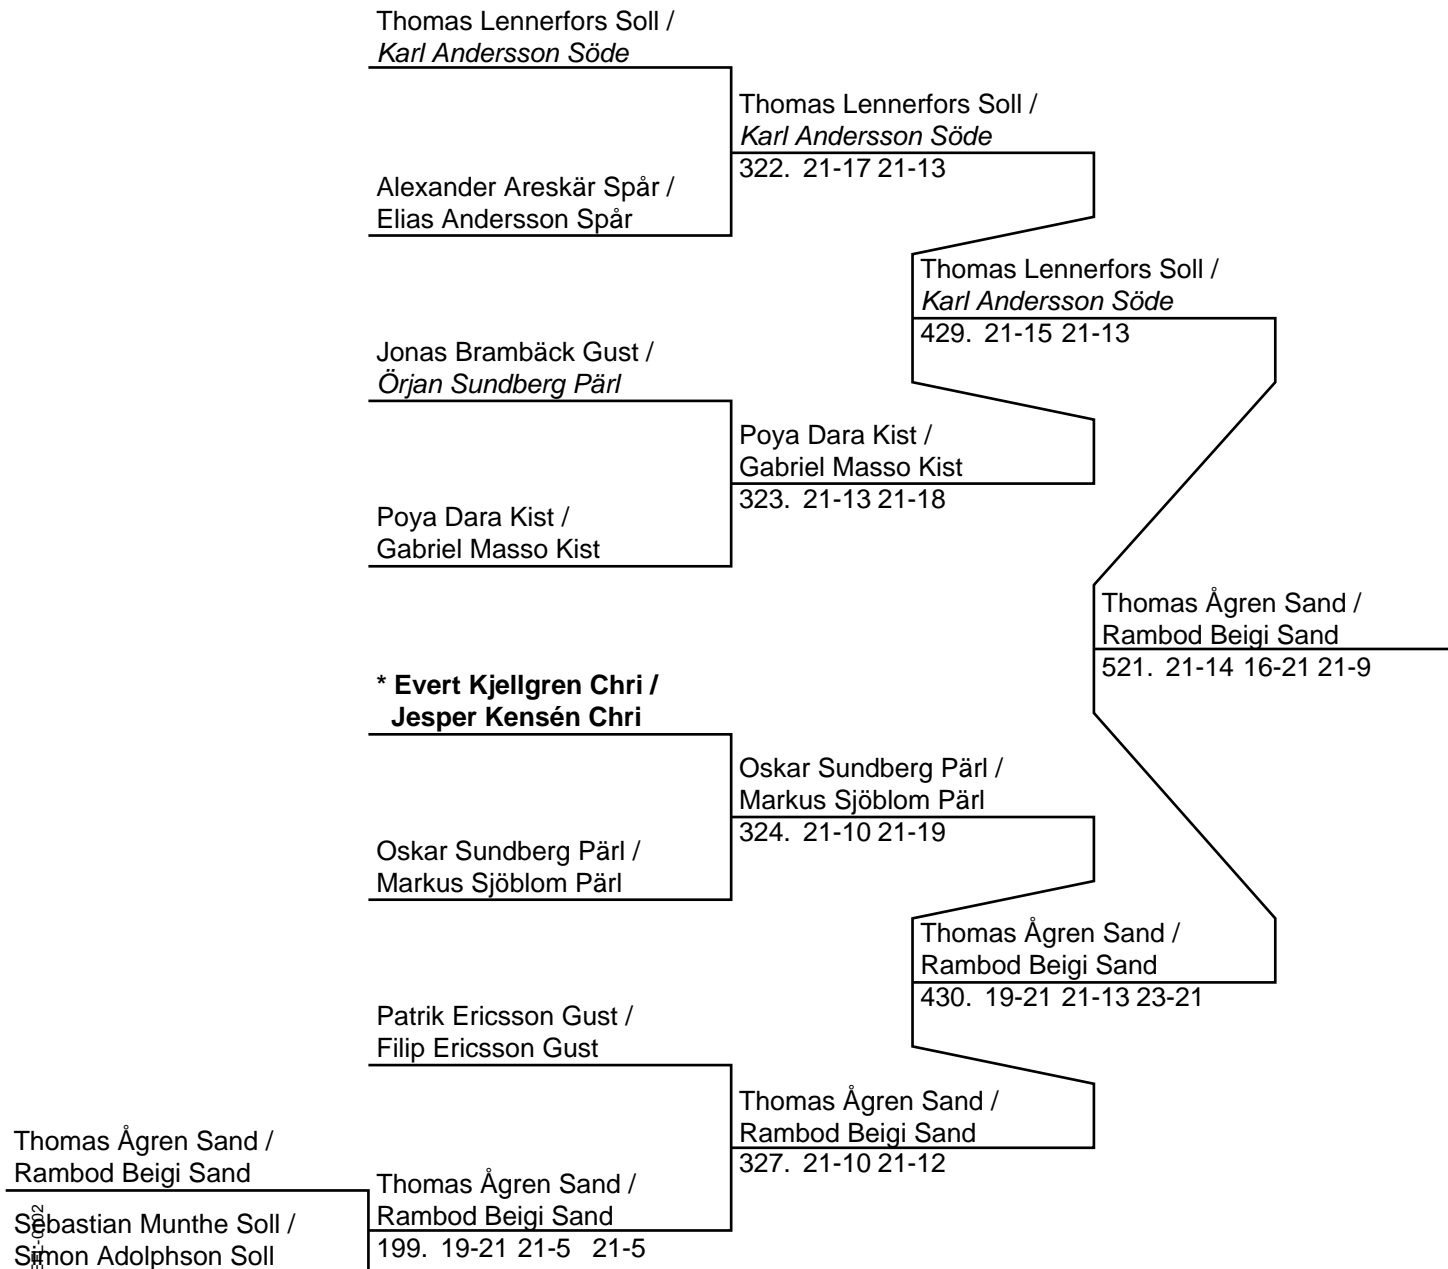 Thomas Lennerfors Soll /
Karl Andersson Söde
Alexander Areskär Spår /
Elias Andersson Spår
Jonas Brambäck Gust /
Örjan Sundberg Pärl
Poya Dara Kist /
Gabriel Masso Kist
* Evert Kjellgren Chri /
Jesper Kensén Chri
Oskar Sundberg Pärl /
Markus Sjöblom Pärl
Patrik Ericsson Gust /
Filip Ericsson Gust
Thomas Ågren Sand /
Rambod Beigi Sand
Sebastian Munthe Soll /
Simon Adolphson Soll
Thomas Ågren Sand /
Rambod Beigi Sand
199. 19-21 21-5 21-5
Thomas Lennerfors Soll /
Karl Andersson Söde
322. 21-17 21-13
Poya Dara Kist /
Gabriel Masso Kist
323. 21-13 21-18
Oskar Sundberg Pärl /
Markus Sjöblom Pärl
324. 21-10 21-19
Thomas Ågren Sand /
Rambod Beigi Sand
327. 21-10 21-12
Thomas Lennerfors Soll /
Karl Andersson Söde
429. 21-15 21-13
Thomas Ågren Sand /
Rambod Beigi Sand
430. 19-21 21-13 23-21
Thomas Ågren Sand /
Rambod Beigi Sand
521. 21-14 16-21 21-9